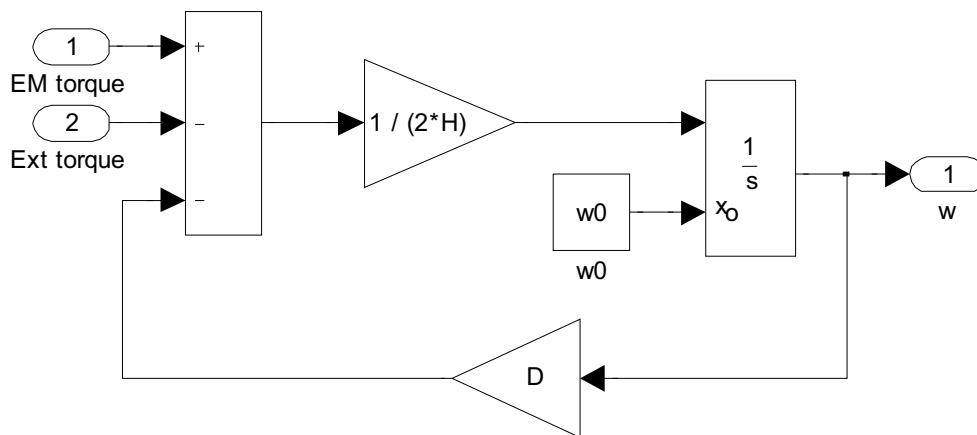 1
EM torque
2
Ext torque
+
−
−
1 / (2*H)
1
s
xo
w0
w0
1
w
D